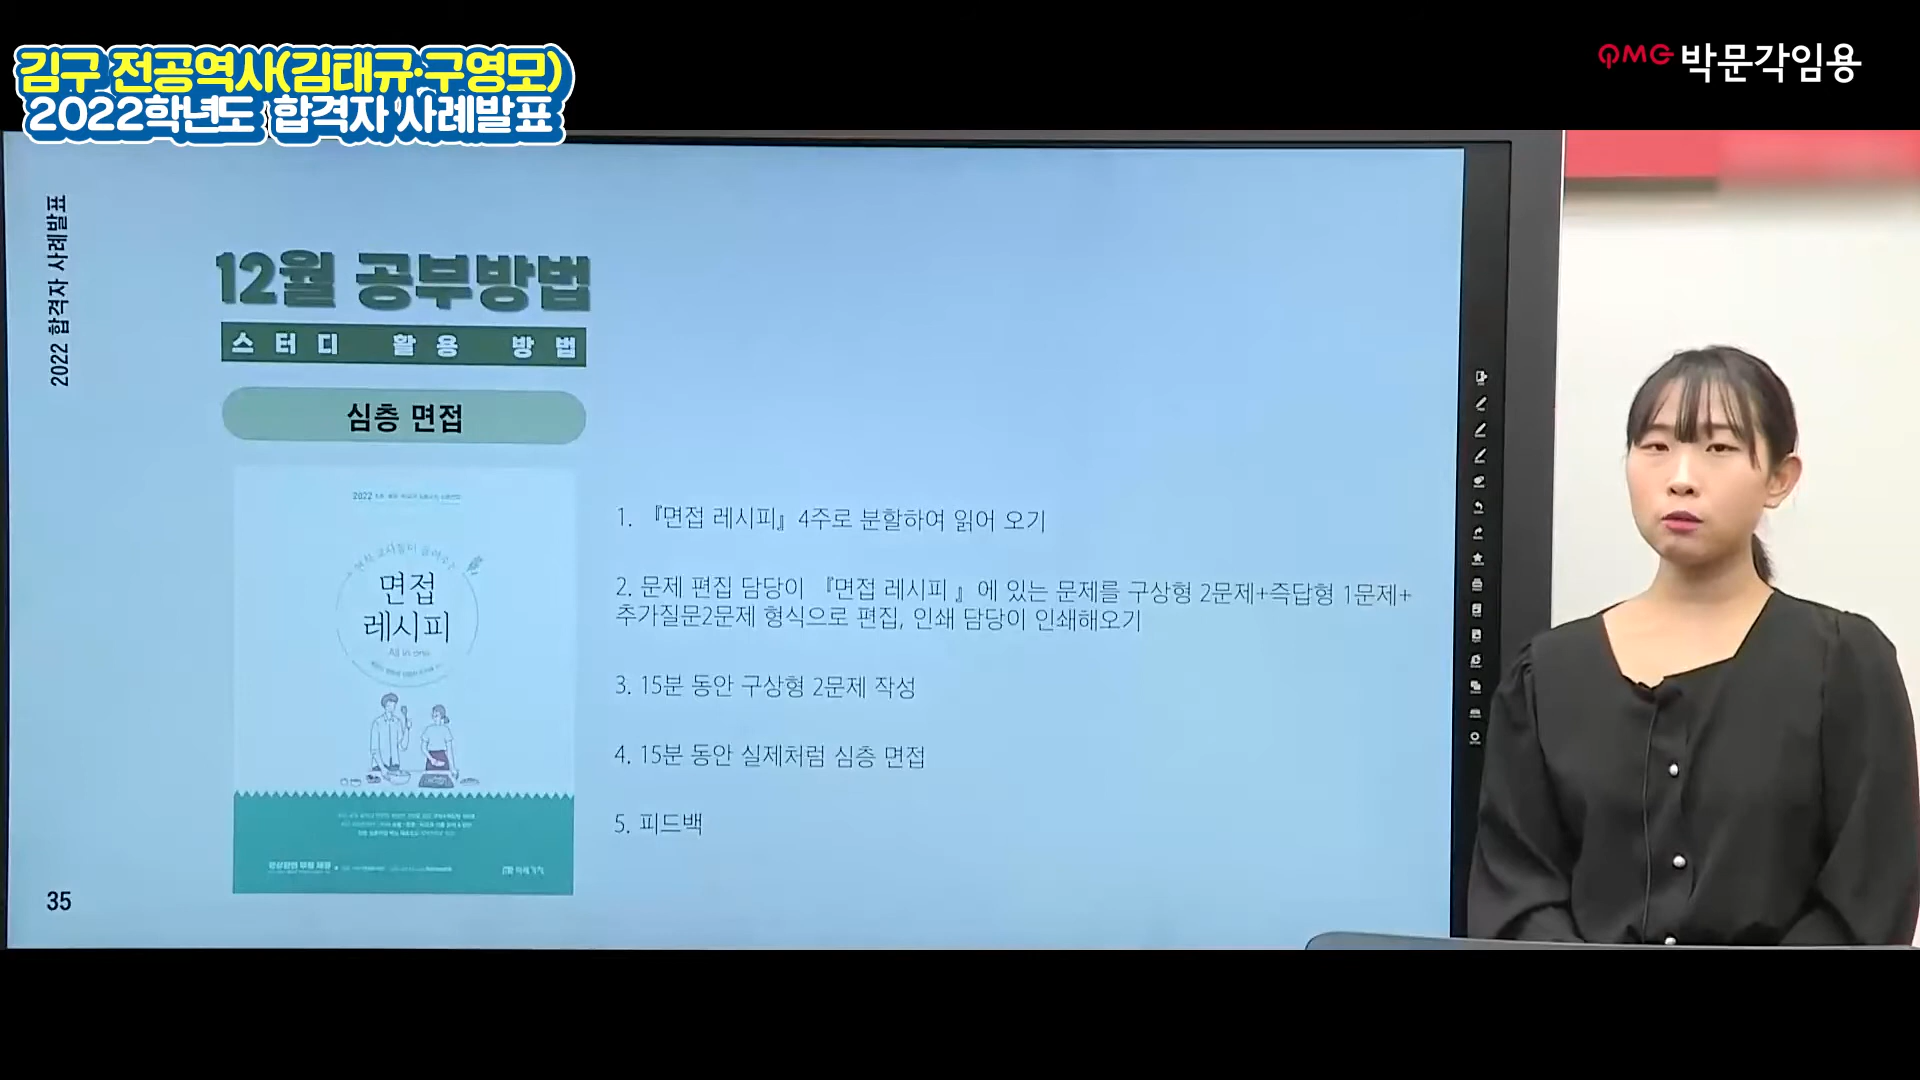 김구 전공역사(김태규·구영모)
2022학년도 합격자 사례발표
PMG 박문각임용
2022 합격자 사례발표
12월 공부방법
스터디 활용 방법
심층 면접
2022
면접
레시피
All in one
1. 『면접 레시피』 4주로 분할하여 읽어 오기
2. 문제 편집 담당이 『면접 레시피 』에 있는 문제를 구상형 2문제+즉답형 1문제+
추가질문2문제 형식으로 편집, 인쇄 담당이 인쇄해오기
3. 15분 동안 구상형 2문제 작성
4. 15분 동안 실제처럼 심층 면접
5. 피드백
35